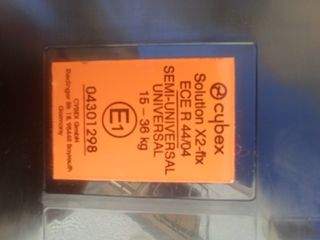 cybex
Solution X2-fix
ECE R 44/04
SEMI-UNIVERSAL
UNIVERSAL
15 - 36 kg
E1
04301298
CYBEX GmbH
Riedinger Str. 18, 95448 Bayreuth
Germany